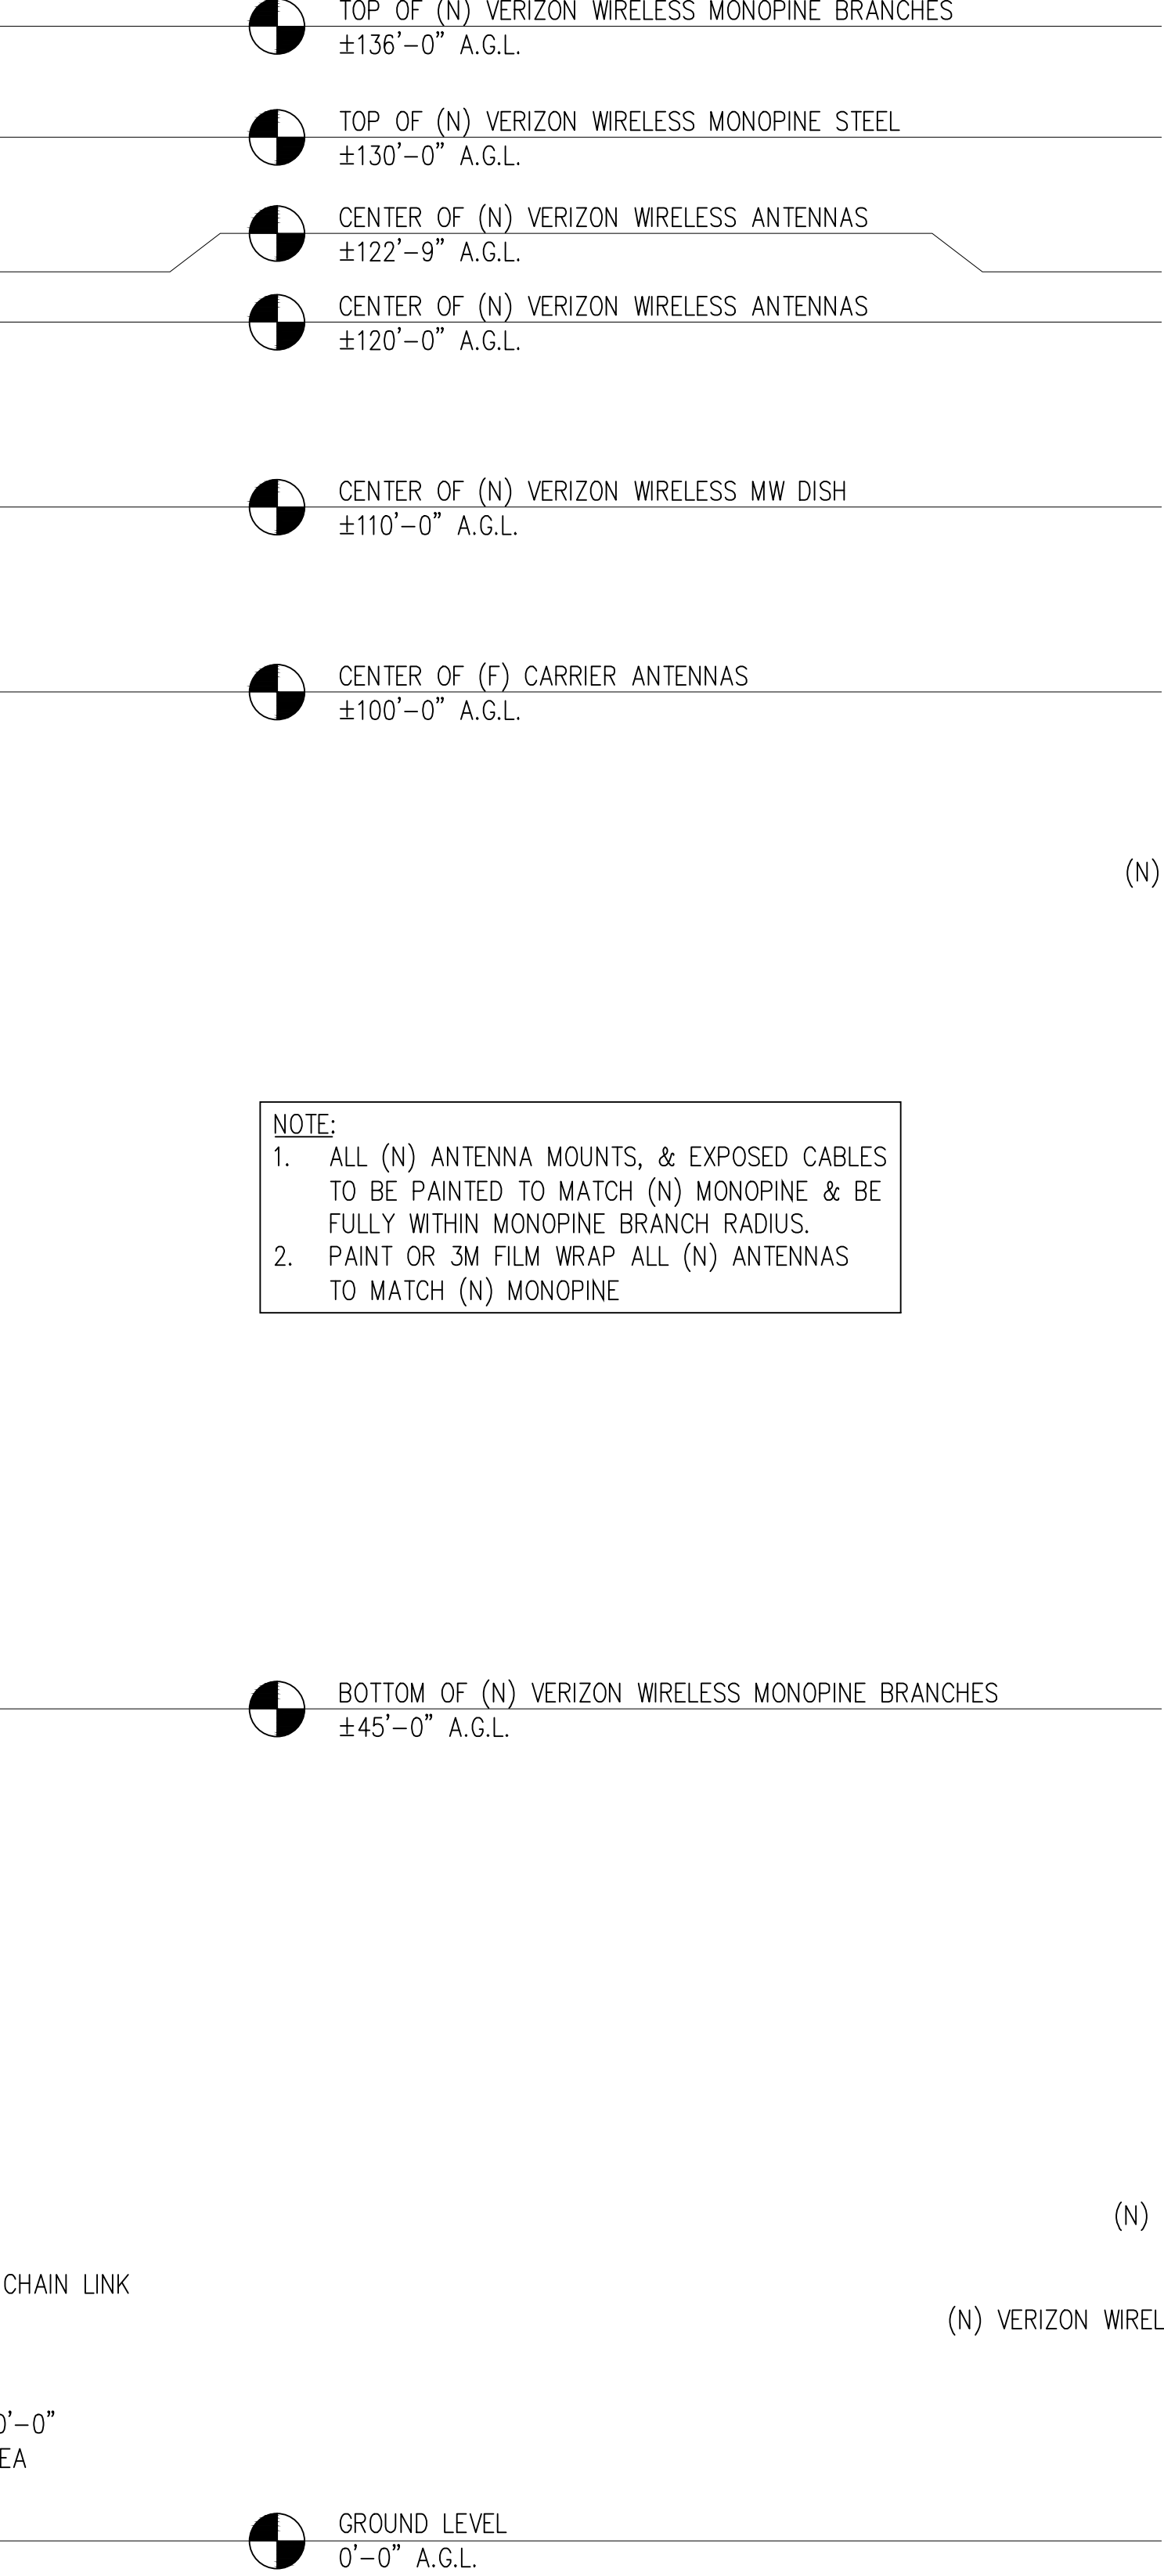 TOP OF (N) VERIZON WIRELESS MONOPINE BRANCHES
±136'-0" A.G.L.
TOP OF (N) VERIZON WIRELESS MONOPINE STEEL
±130'-0" A.G.L.
CENTER OF (N) VERIZON WIRELESS ANTENNAS
±122'-9" A.G.L.
CENTER OF (N) VERIZON WIRELESS ANTENNAS
±120'-0" A.G.L.
CENTER OF (N) VERIZON WIRELESS MW DISH
±110'-0" A.G.L.
CENTER OF (F) CARRIER ANTENNAS
±100'-0" A.G.L.
(N)
NOTE:
1. ALL (N) ANTENNA MOUNTS, & EXPOSED CABLES
TO BE PAINTED TO MATCH (N) MONOPINE & BE
FULLY WITHIN MONOPINE BRANCH RADIUS.
2. PAINT OR 3M FILM WRAP ALL (N) ANTENNAS
TO MATCH (N) MONOPINE
BOTTOM OF (N) VERIZON WIRELESS MONOPINE BRANCHES
±45'-0" A.G.L.
(N)
CHAIN LINK
(N) VERIZON WIREL
0'-0"
EA
GROUND LEVEL
0'-0" A.G.L.